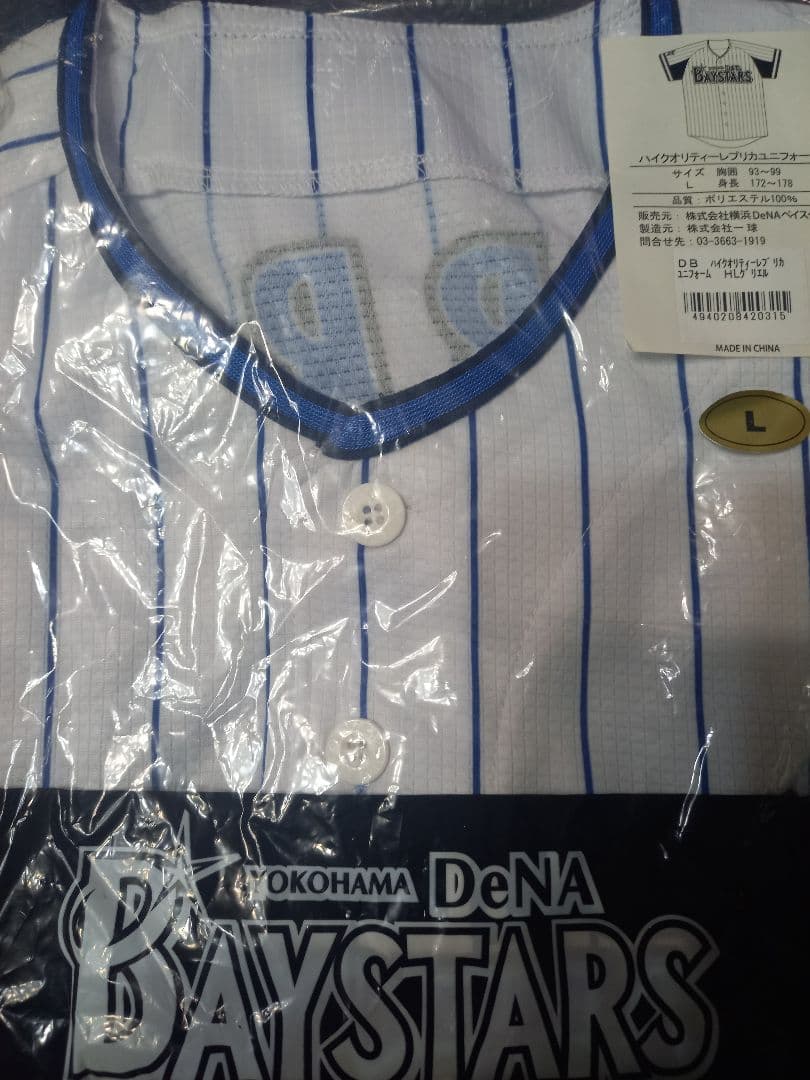 DeNA
BAYSTARS
ハイクオリティーレプリカユニフォー
サイズ 胸囲 93～99
L 身長 172～178
品質：ポリエステル100%
販売元：株式会社横浜DeNAベイス
製造元：株式会社一球
問合せ先：03-3663-1919
DB ハイクオリティーレプリカ
ユニフォーム HLグリエル
4940208420315
MADE IN CHINA
L
YOKOHAMA DeNA
BAYSTARS